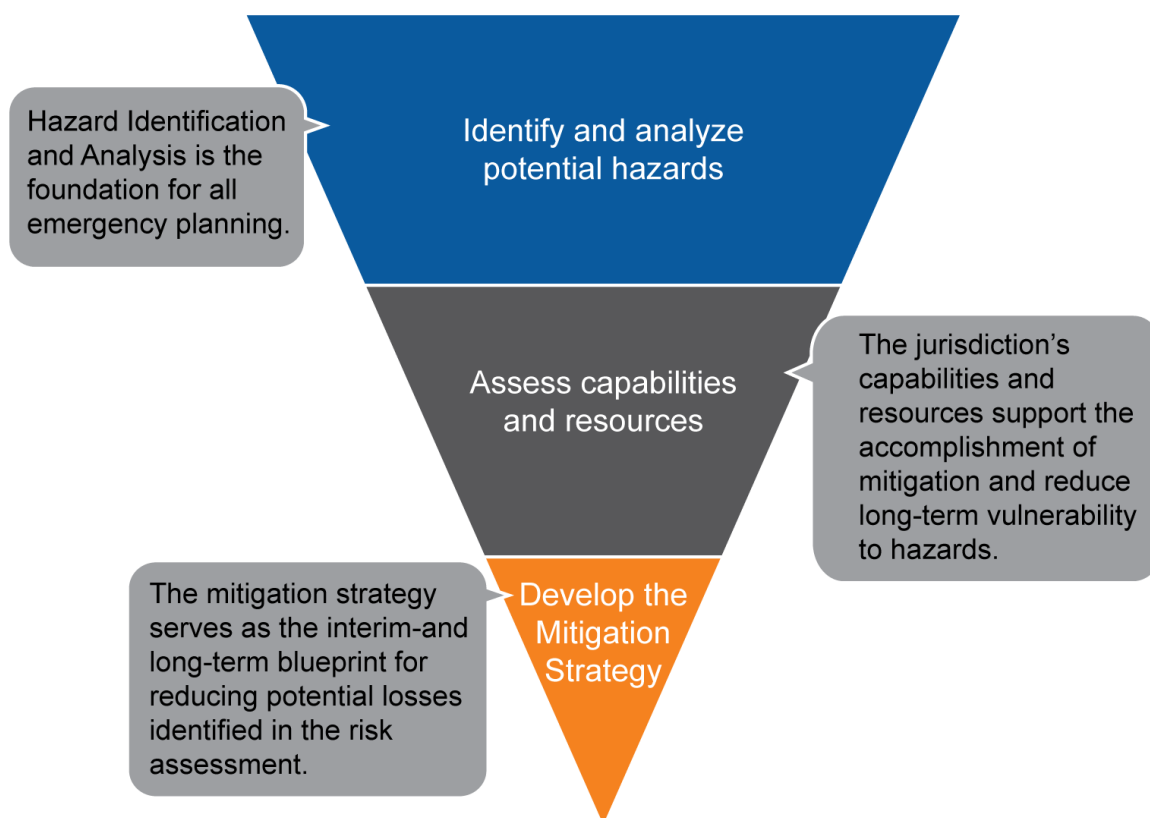 Identify and analyze
potential hazards
Hazard Identification
and Analysis is the
foundation for all
emergency planning.
Assess capabilities
and resources
The jurisdiction’s
capabilities and
resources support the
accomplishment of
mitigation and reduce
long-term vulnerability
to hazards.
Develop the
Mitigation
Strategy
The mitigation strategy
serves as the interim-and
long-term blueprint for
reducing potential losses
identified in the risk
assessment.